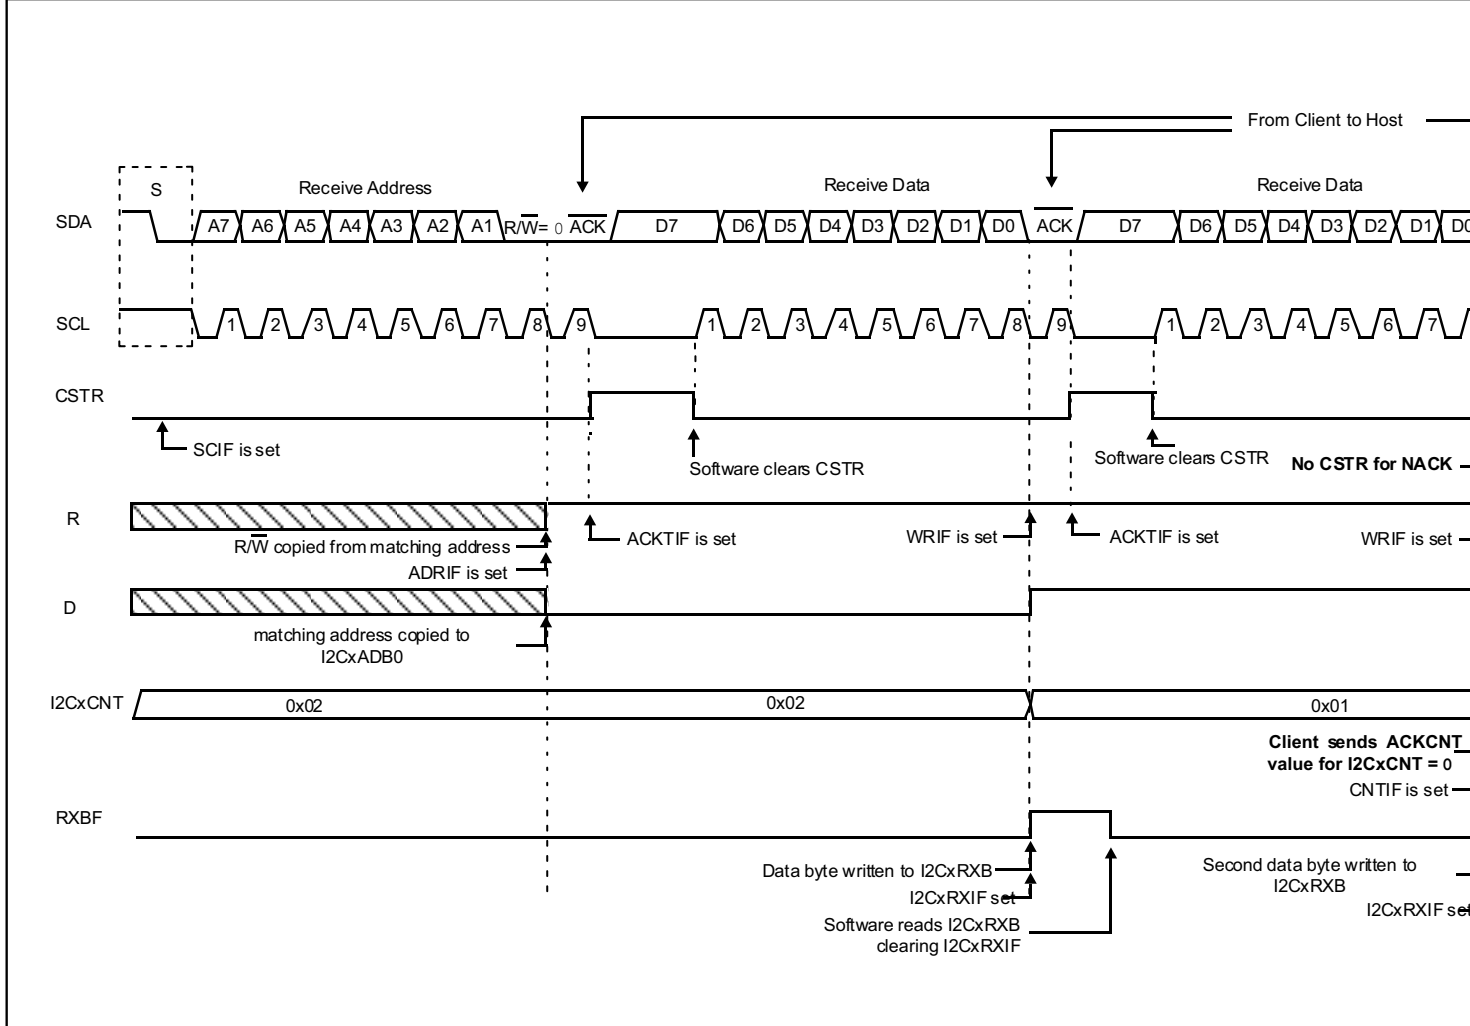 From Client to Host
S
Receive Address
Receive Data
Receive Data
SDA
A7 A6 A5 A4 A3 A2 A1 R/W= 0 ACK D7 D6 D5 D4 D3 D2 D1 D0 ACK D7 D6 D5 D4 D3 D2 D1 D0
SCL
1 2 3 4 5 6 7 8 9 1 2 3 4 5 6 7 8 9 1 2 3 4 5 6 7
CSTR
SCIF is set
Software clears CSTR
Software clears CSTR
No CSTR for NACK
R
R/W copied from matching address
ACKTIF is set
WRIF is set
ACKTIF is set
WRIF is set
ADRIF is set
D
matching address copied to
I2CxADB0
I2CxCNT
0x02
0x02
0x01
Client sends ACKCNT
value for I2CxCNT = 0
CNTIF is set
RXBF
Data byte written to I2CxRXB
I2CxRXIF set
Software reads I2CxRXB
clearing I2CxRXIF
Second data byte written to
I2CxRXB
I2CxRXIF set